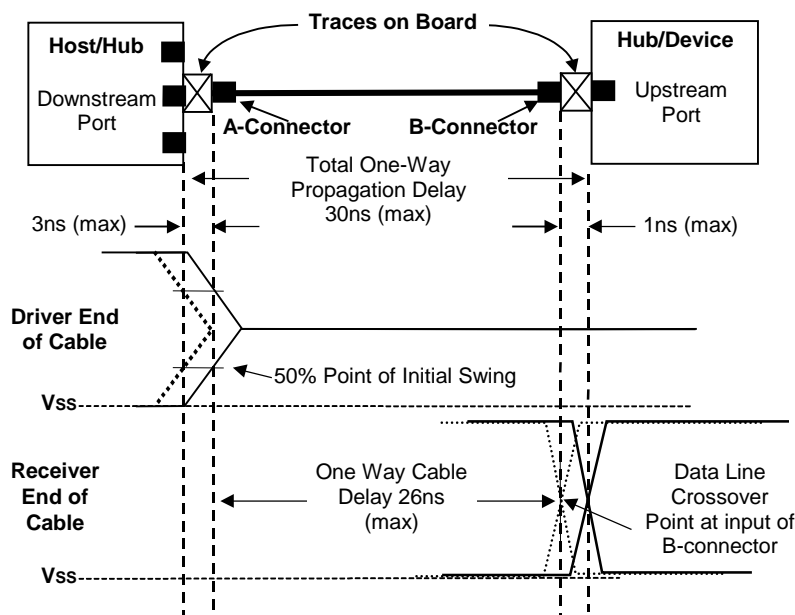 Traces on Board
Host/Hub
Hub/Device
Downstream
Port
Upstream
Port
A-Connector
B-Connector
Total One-Way
Propagation Delay
30ns (max)
3ns (max)
1ns (max)
Driver End
of Cable
50% Point of Initial Swing
VSS
Receiver
End of
Cable
One Way Cable
Delay 26ns
(max)
Data Line
Crossover
Point at input of
B-connector
VSS